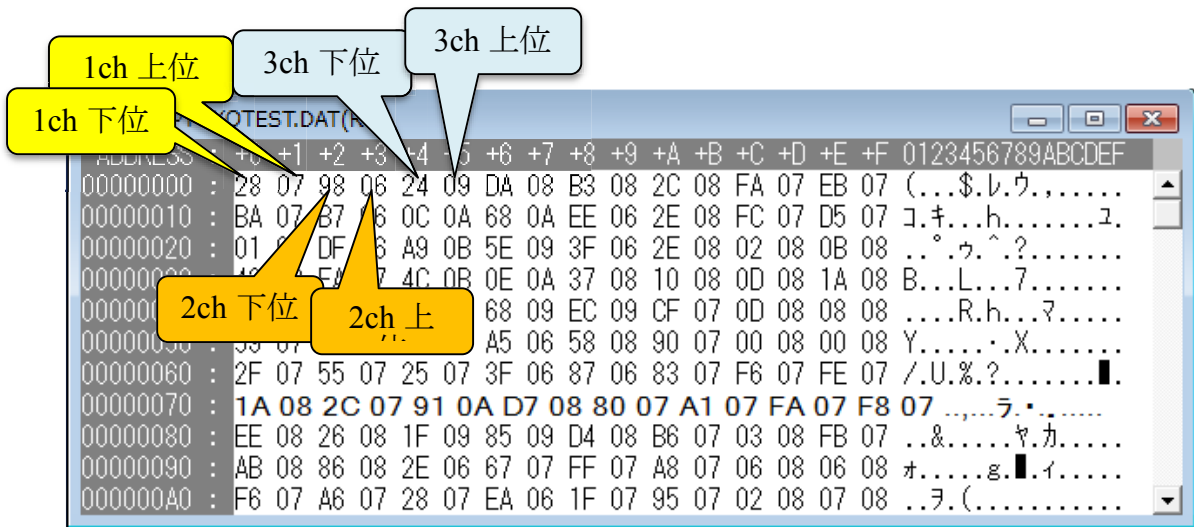 3ch 上位
1ch 上位
3ch 下位
1ch 下位
OTEST.DAT(R
+2 +4 +6 +7 +8 +9 +A +B +C +D +E +F 0123456789ABCDEF
00000000 : 28 07 98 06 24 09 DA 08 B3 08 2C 08 FA 07 EB 07 (...$.レ.ウ.,......
00000010 : BA 07 B7 06 0C 0A 68 0A EE 06 2E 08 FC 07 D5 07 コ.キ...h........ユ.
00000020 : 01 DF A9 0B 5E 09 3F 06 2E 08 02 08 0B 08 ..゜.ゥ.^.?.......
4C 0B 0E 0A 37 08 10 08 0D 08 1A 08 B...L...7.......
68 09 EC 09 CF 07 0D 08 08 08 ....R.h...マ.......
A5 06 58 08 90 07 00 08 00 08 Y.....・.X.......
2ch 下位
2ch 上
00000060 : 2F 07 55 07 25 07 3F 06 87 06 83 07 F6 07 FE 07 /.U.%.?.......■.
00000070 : 1A 08 2C 07 91 0A D7 08 80 07 A1 07 FA 07 F8 07 ..,...ラ.・.......
00000080 : EE 08 26 08 1F 09 85 09 D4 08 B6 07 03 08 FB 07 ..&.....ヤ.カ.....
00000090 : AB 08 86 08 2E 06 67 07 FF 07 A8 07 06 08 06 08 ォ.....g.■.ィ.....
000000A0 : F6 07 A6 07 28 07 EA 06 1F 07 95 07 02 08 07 08 ..ヲ.(...........